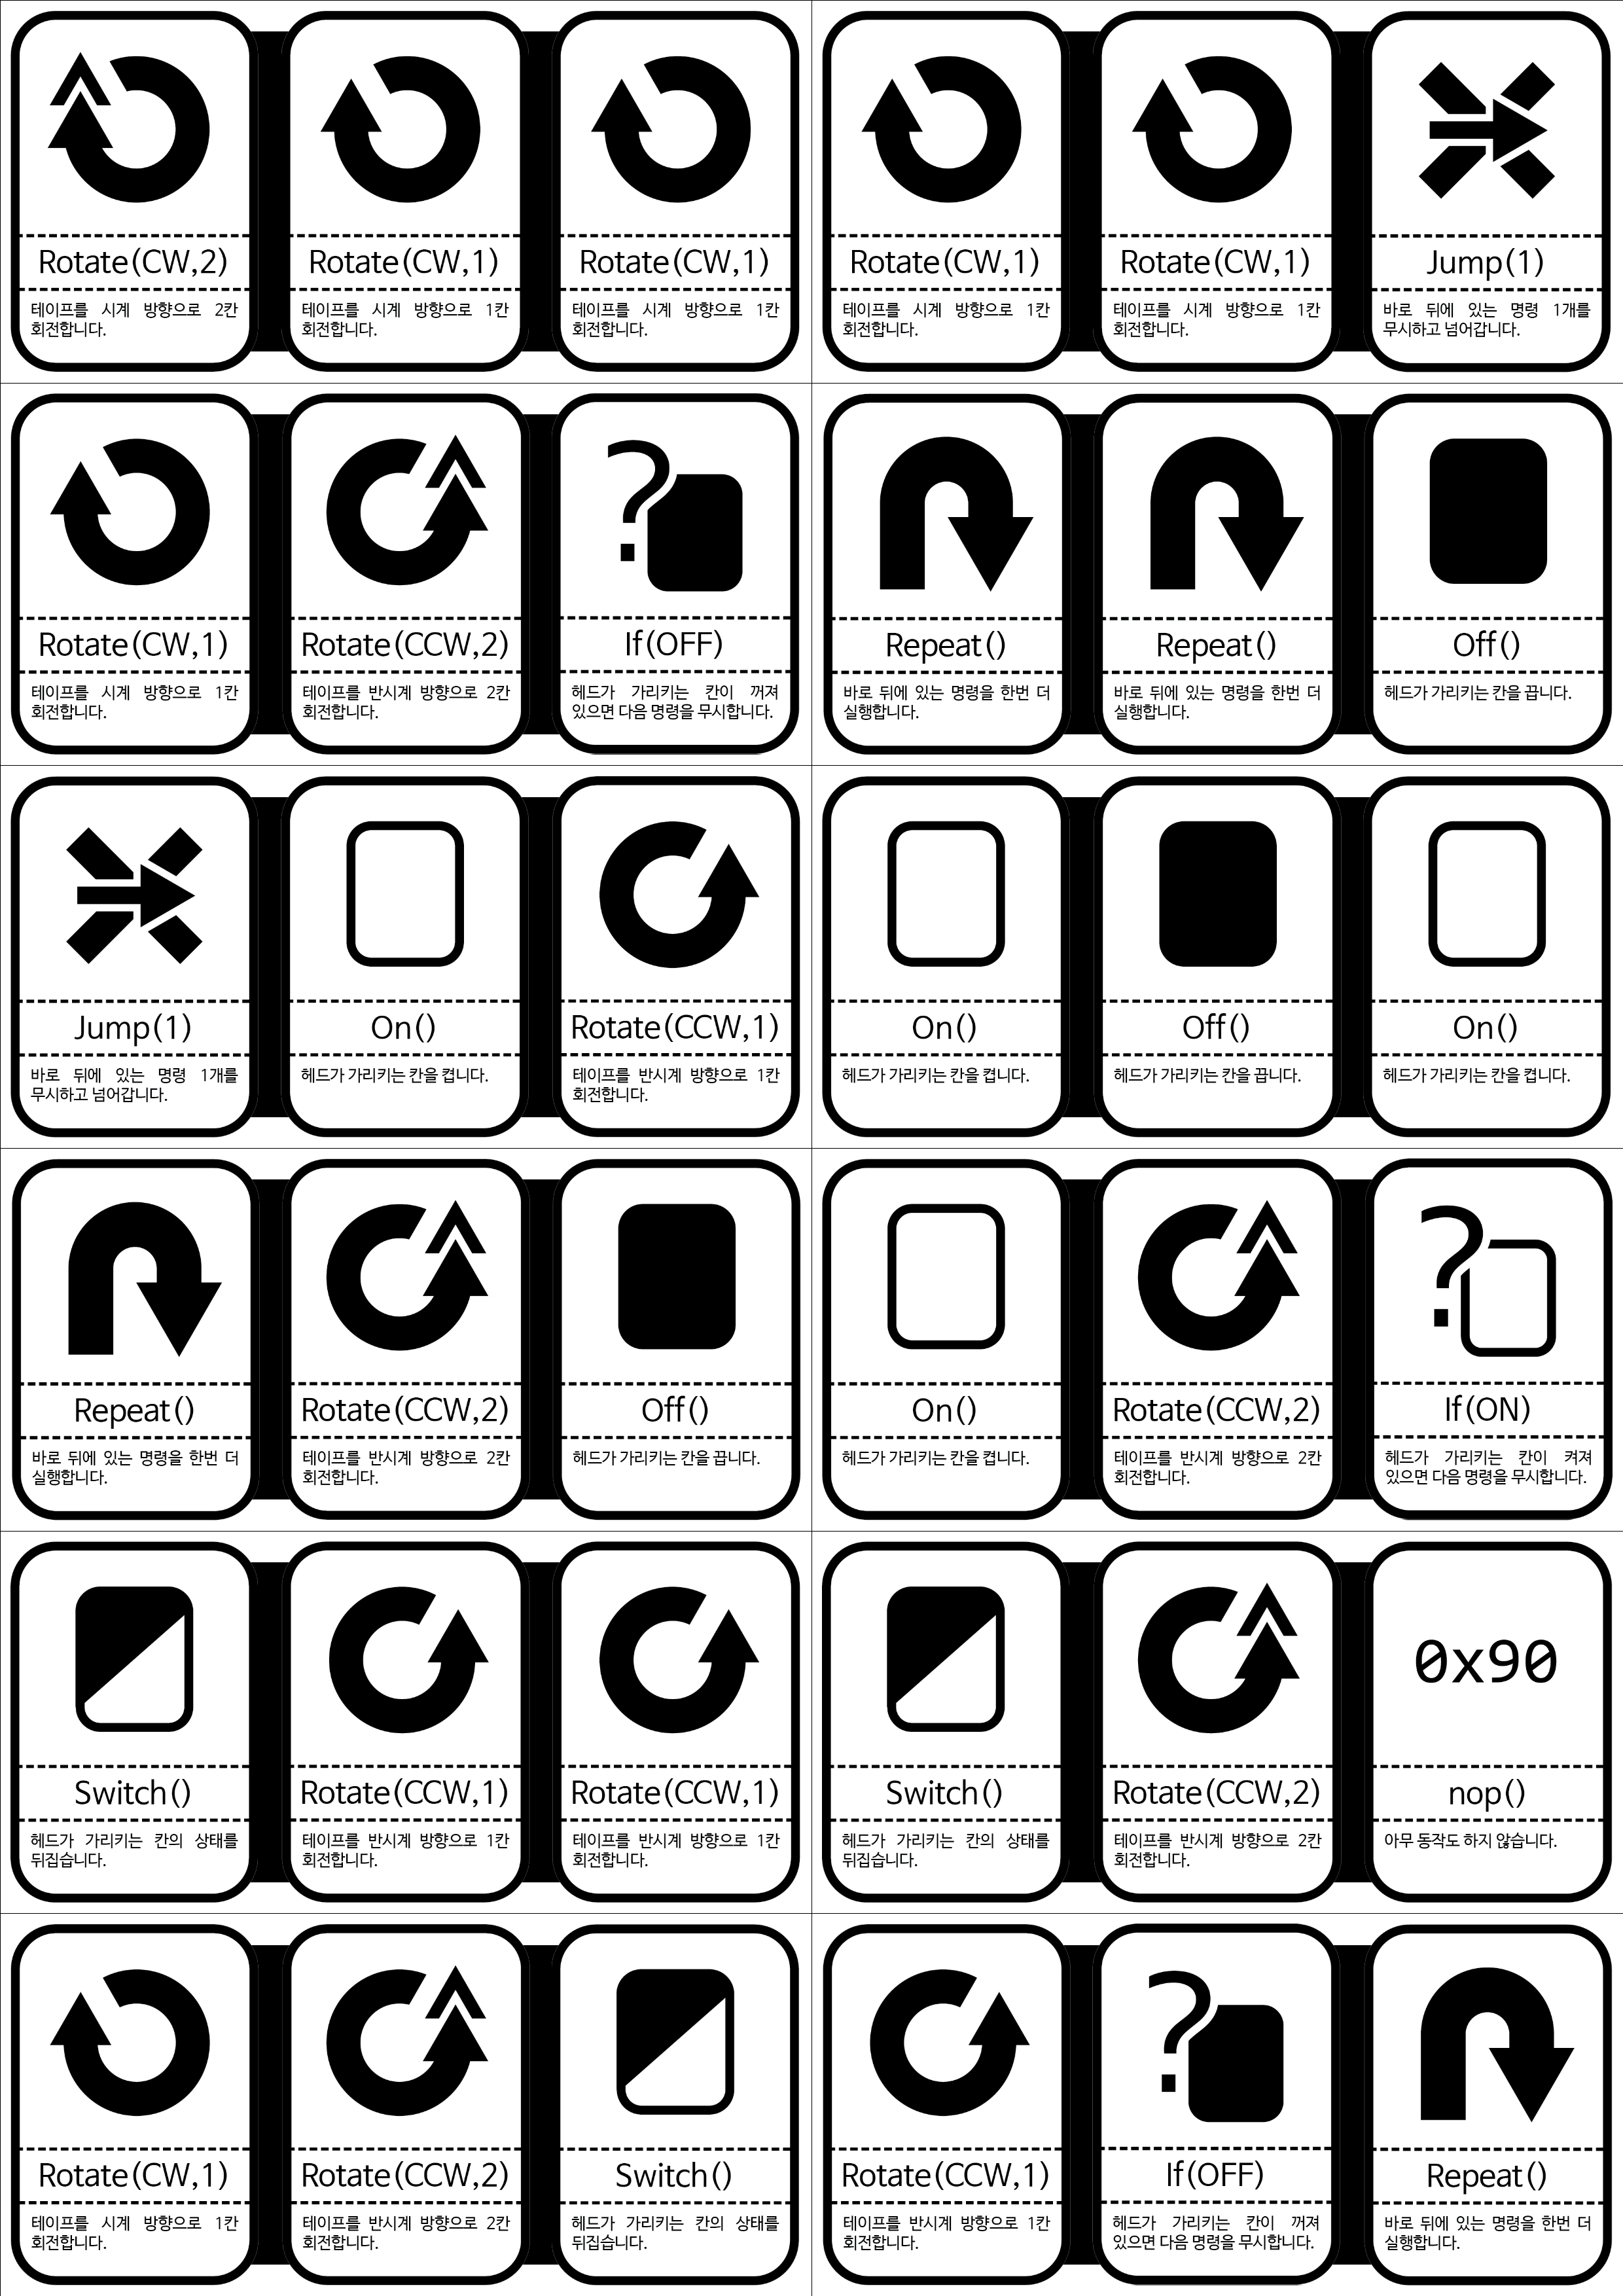 Rotate(CW,2)
테이프를 시계 방향으로 2칸
회전합니다.
Rotate(CW,1)
테이프를 시계 방향으로 1칸
회전합니다.
Rotate(CW,1)
테이프를 시계 방향으로 1칸
회전합니다.
Rotate(CW,1)
테이프를 시계 방향으로 1칸
회전합니다.
Rotate(CW,1)
테이프를 시계 방향으로 1칸
회전합니다.
Jump(1)
바로 뒤에 있는 명령 1개를
무시하고 넘어갑니다.
Rotate(CW,1)
테이프를 시계 방향으로 1칸
회전합니다.
Rotate(CCW,2)
테이프를 반시계 방향으로 2칸
회전합니다.
?
If(OFF)
헤드가 가리키는 칸이 꺼져
있으면 다음 명령을 무시합니다.
Repeat()
바로 뒤에 있는 명령을 한번 더
실행합니다.
Repeat()
바로 뒤에 있는 명령을 한번 더
실행합니다.
Off()
헤드가 가리키는 칸을 끕니다.
Jump(1)
바로 뒤에 있는 명령 1개를
무시하고 넘어갑니다.
On()
헤드가 가리키는 칸을 켭니다.
Rotate(CCW,1)
테이프를 반시계 방향으로 1칸
회전합니다.
On()
헤드가 가리키는 칸을 켭니다.
Off()
헤드가 가리키는 칸을 끕니다.
On()
헤드가 가리키는 칸을 켭니다.
Repeat()
바로 뒤에 있는 명령을 한번 더
실행합니다.
Rotate(CCW,2)
테이프를 반시계 방향으로 2칸
회전합니다.
Off()
헤드가 가리키는 칸을 끕니다.
On()
헤드가 가리키는 칸을 켭니다.
Rotate(CCW,2)
테이프를 반시계 방향으로 2칸
회전합니다.
?
If(ON)
헤드가 가리키는 칸이 켜져
있으면 다음 명령을 무시합니다.
Switch()
헤드가 가리키는 칸의 상태를
뒤집습니다.
Rotate(CCW,1)
테이프를 반시계 방향으로 1칸
회전합니다.
Rotate(CCW,1)
테이프를 반시계 방향으로 1칸
회전합니다.
Switch()
헤드가 가리키는 칸의 상태를
뒤집습니다.
Rotate(CCW,2)
테이프를 반시계 방향으로 2칸
회전합니다.
0x90
nop()
아무 동작도 하지 않습니다.
Rotate(CW,1)
테이프를 시계 방향으로 1칸
회전합니다.
Rotate(CCW,2)
테이프를 반시계 방향으로 2칸
회전합니다.
Switch()
헤드가 가리키는 칸의 상태를
뒤집습니다.
Rotate(CCW,1)
테이프를 반시계 방향으로 1칸
회전합니다.
?
If(OFF)
헤드가 가리키는 칸이 꺼져
있으면 다음 명령을 무시합니다.
Repeat()
바로 뒤에 있는 명령을 한번 더
실행합니다.